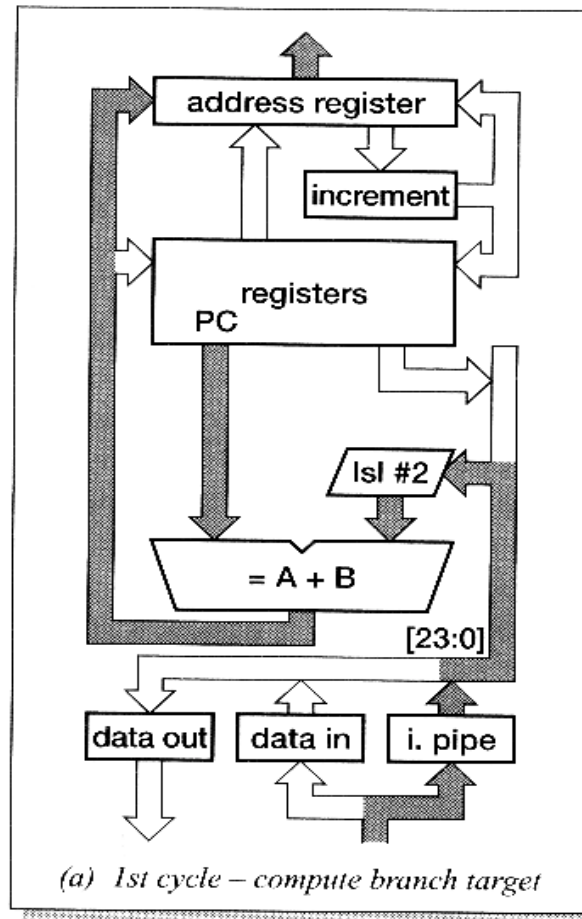 address register
increment
registers
PC
lsl #2
= A + B
[23:0]
data out
data in
i. pipe
(a) 1st cycle – compute branch target